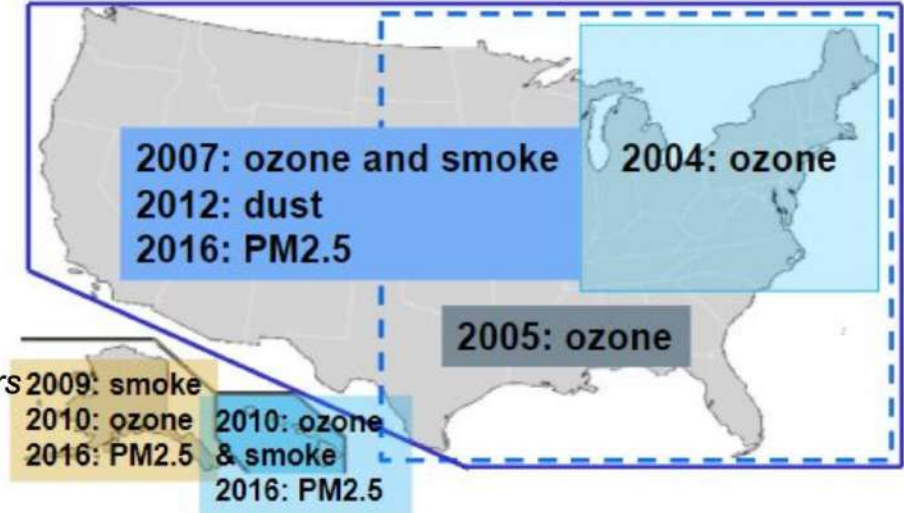 2007: ozone and smoke
2012: dust
2016: PM2.5
2004: ozone
2005: ozone
rs
2009: smoke
2010: ozone
2016: PM2.5
2010: ozone
& smoke
2016: PM2.5